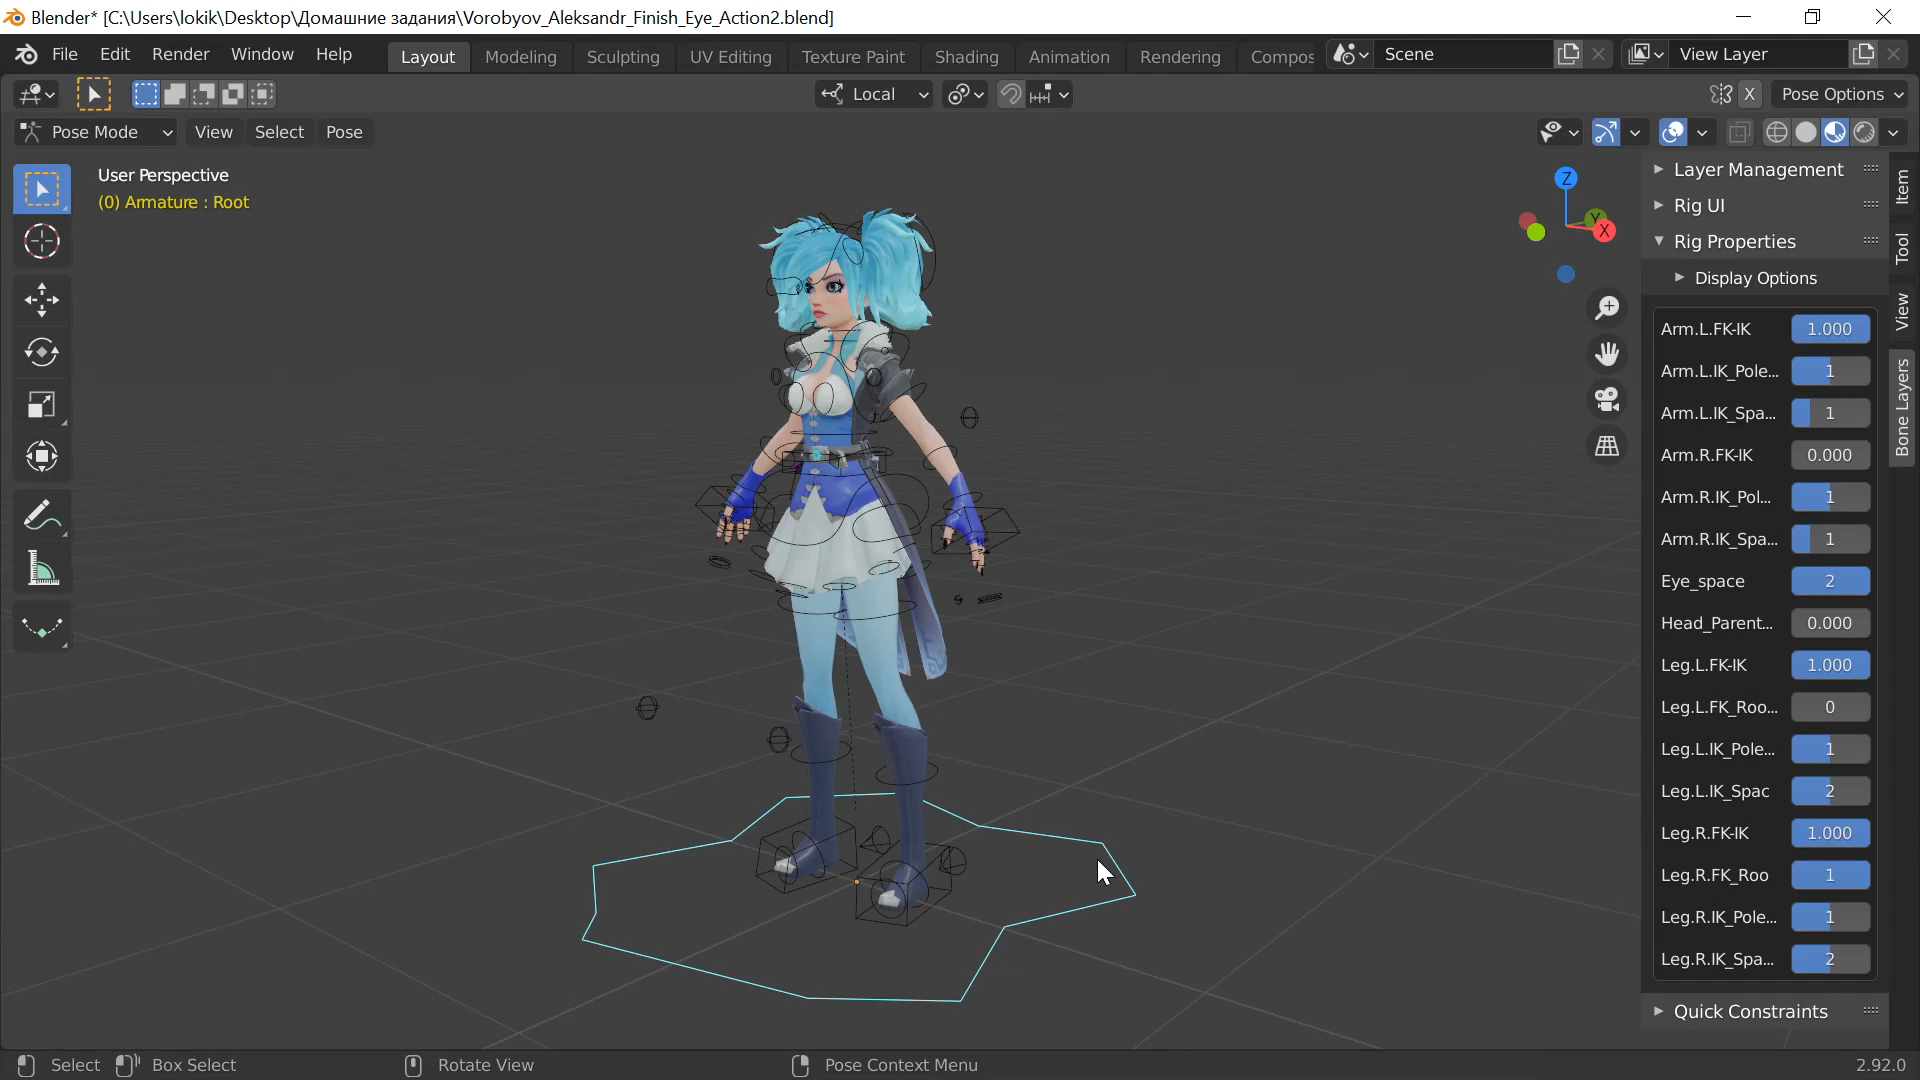 Blender* [C:\Users\lokik\Desktop\Домашние задания\Vorobyov_Aleksandr_Finish_Eye_Action2.blend]
File Edit Render Window Help Layout Modeling Sculpting UV Editing Texture Paint Shading Animation Rendering Compos Scene View Layer
Local X Pose Options
Pose Mode View Select Pose
User Perspective
(0) Armature : Root
Z
Y
X
Layer Management
Rig UI
Rig Properties
Display Options
Arm.L.FK-IK 1.000
Arm.L.IK_Pole... 1
Arm.L.IK_Spa... 1
Arm.R.FK-IK 0.000
Arm.R.IK_Pol... 1
Arm.R.IK_Spa... 1
Eye_space 2
Head_Parent... 0.000
Leg.L.FK-IK 1.000
Leg.L.FK_Roo... 0
Leg.L.IK_Pole... 1
Leg.L.IK_Spac 2
Leg.R.FK-IK 1.000
Leg.R.FK_Roo 1
Leg.R.IK_Pole... 1
Leg.R.IK_Spa... 2
Quick Constraints
Item
Tool
View
Bone Layers
Select Box Select Rotate View Pose Context Menu 2.92.0